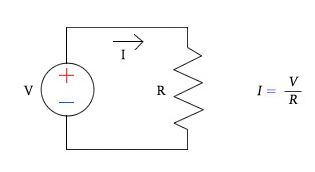 I
V
+
−
R
I = V/R